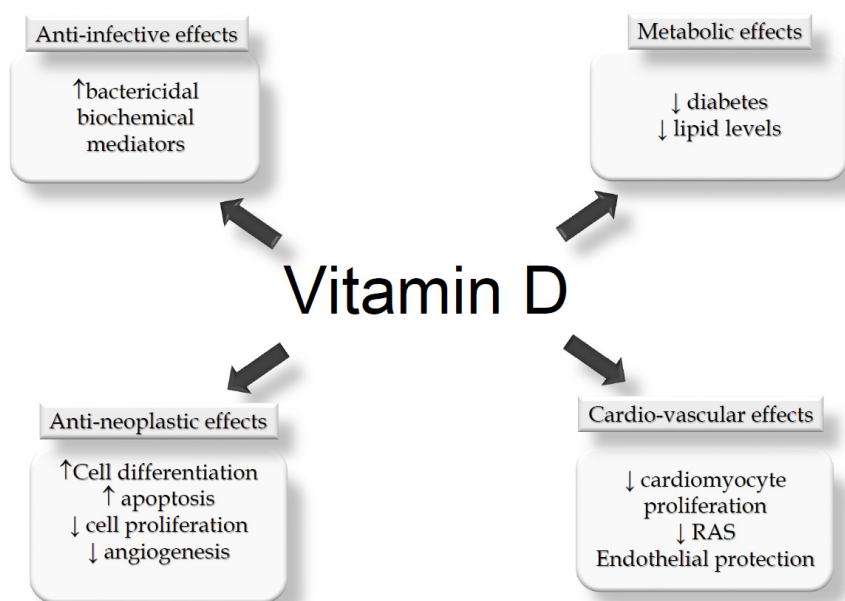 Anti-infective effects
↑bactericidal
biochemical
mediators
Metabolic effects
↓ diabetes
↓ lipid levels
Vitamin D
Anti-neoplastic effects
↑Cell differentiation
↑ apoptosis
↓ cell proliferation
↓ angiogenesis
Cardio-vascular effects
↓ cardiomyocyte
proliferation
↓ RAS
Endothelial protection